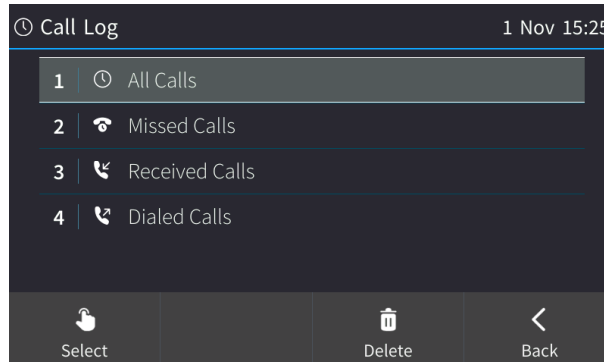 Call Log 1 Nov 15:25
1 All Calls
2 Missed Calls
3 Received Calls
4 Dialed Calls
Select Delete Back